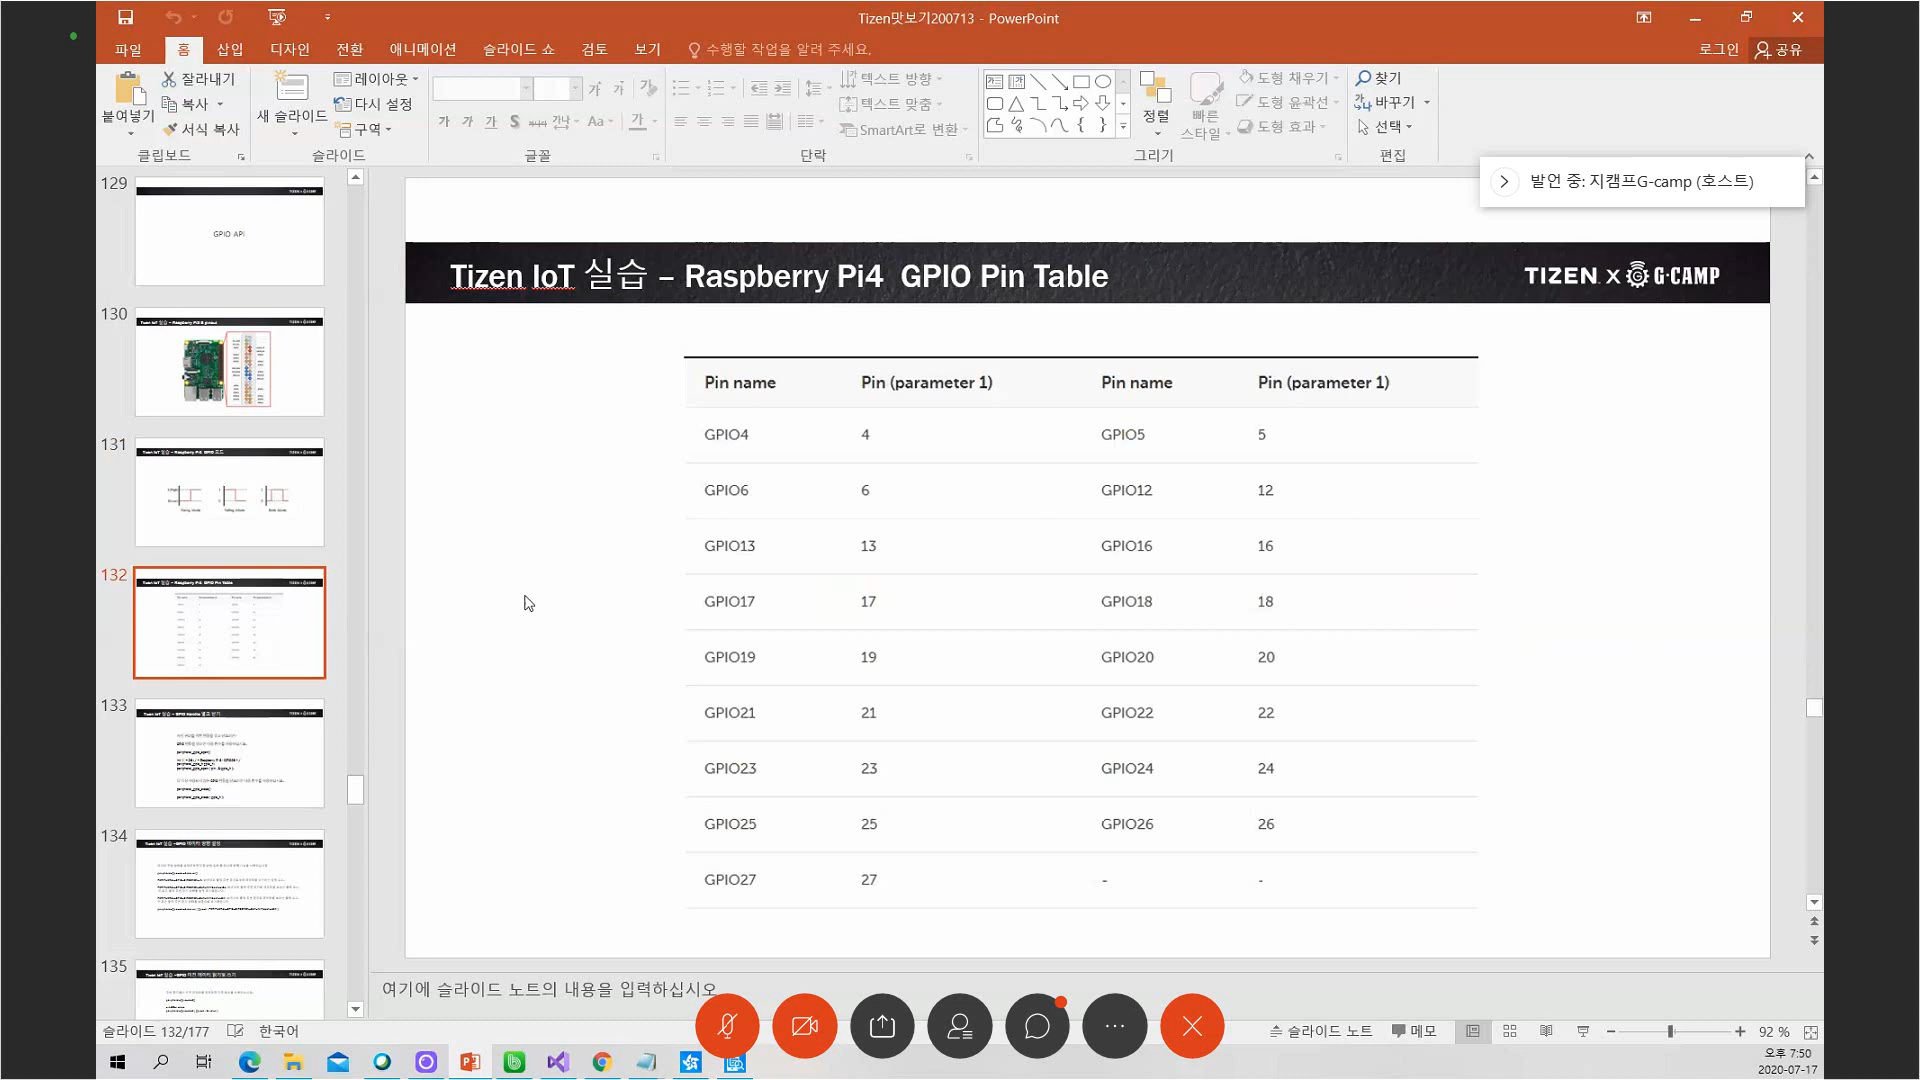 Tizen맛보기200713 - PowerPoint
파일 홈 삽입 디자인 전환 애니메이션 슬라이드 쇼 검토 보기 수행할 작업을 알려 주세요. 로그인 공유
붙여넣기
잘라내기
복사
서식 복사
클립보드
새 슬라이드
레이아웃
다시 설정
구역
슬라이드
글꼴
텍스트 방향
텍스트 맞춤
SmartArt로 변환
단락
정렬
빠른 스타일
도형 채우기
도형 윤곽선
도형 효과
그리기
찾기
바꾸기
선택
편집
발언 중: 지캠프G-camp (호스트)
129
GPIO API
130
131
132
133
134
135
Tizen IoT 실습 – Raspberry Pi4 GPIO Pin Table
TIZEN X G·CAMP
Pin name Pin (parameter 1) Pin name Pin (parameter 1)
GPIO4 4 GPIO5 5
GPIO6 6 GPIO12 12
GPIO13 13 GPIO16 16
GPIO17 17 GPIO18 18
GPIO19 19 GPIO20 20
GPIO21 21 GPIO22 22
GPIO23 23 GPIO24 24
GPIO25 25 GPIO26 26
GPIO27 27 - -
여기에 슬라이드 노트의 내용을 입력하십시오
슬라이드 132/177 한국어 슬라이드 노트 메모 92 %
오후 7:50
2020-07-17